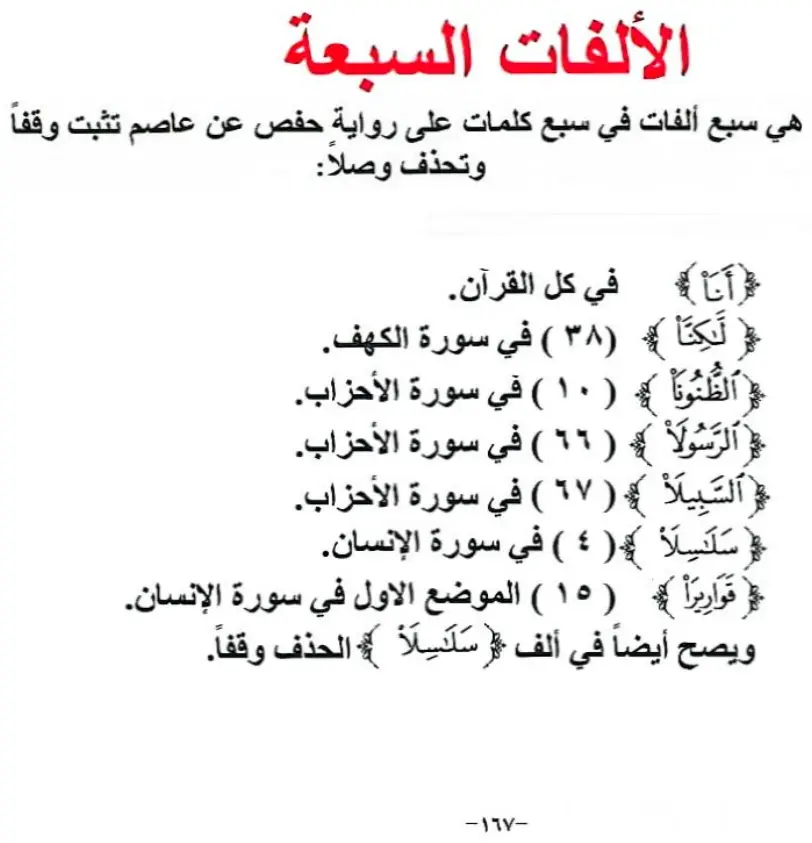 الألفات السبعة
هي سبع ألفات في سبع كلمات على رواية حفص عن عاصم تثبت وقفاً
وتحذف وصلاً:
﴿أَنَا۠﴾ في كل القرآن.
﴿لَّٰكِنَّا۠﴾ (٣٨) في سورة الكهف.
﴿ٱلظُّنُونَا۠﴾ (١٠) في سورة الأحزاب.
﴿ٱلرَّسُولَا۠﴾ (٦٦) في سورة الأحزاب.
﴿ٱلسَّبِيلَا۠﴾ (٦٧) في سورة الأحزاب.
﴿سَلَٰسِلَا۠﴾ (٤) في سورة الإنسان.
﴿قَوَارِيرَا۠﴾ (١٥) الموضع الاول في سورة الإنسان.
ويصح أيضاً في ألف ﴿سَلَٰسِلَا۠﴾ الحذف وقفاً.
-١٦٧-